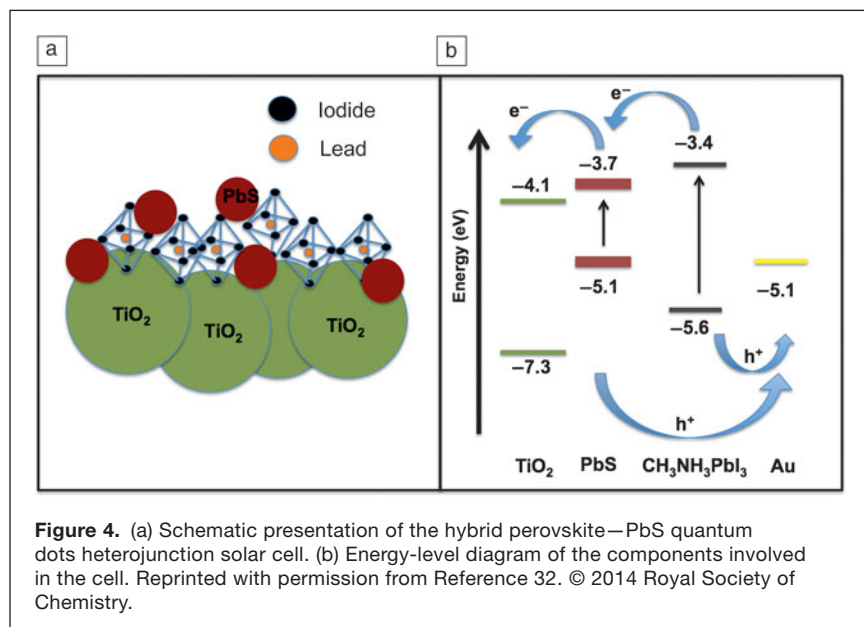 a
b
Iodide
Lead
PbS
TiO₂
TiO₂
TiO₂
Energy (eV)
e⁻
e⁻
−3.4
−3.7
−4.1
−5.1
−5.1
−5.6
−7.3
h⁺
h⁺
TiO₂ PbS CH₃NH₃PbI₃ Au
Figure 4. (a) Schematic presentation of the hybrid perovskite—PbS quantum
dots heterojunction solar cell. (b) Energy-level diagram of the components involved
in the cell. Reprinted with permission from Reference 32. © 2014 Royal Society of
Chemistry.